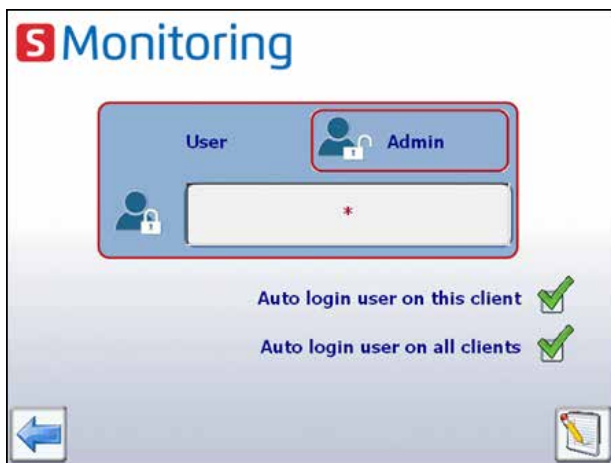 S Monitoring
User
Admin
*
Auto login user on this client
Auto login user on all clients